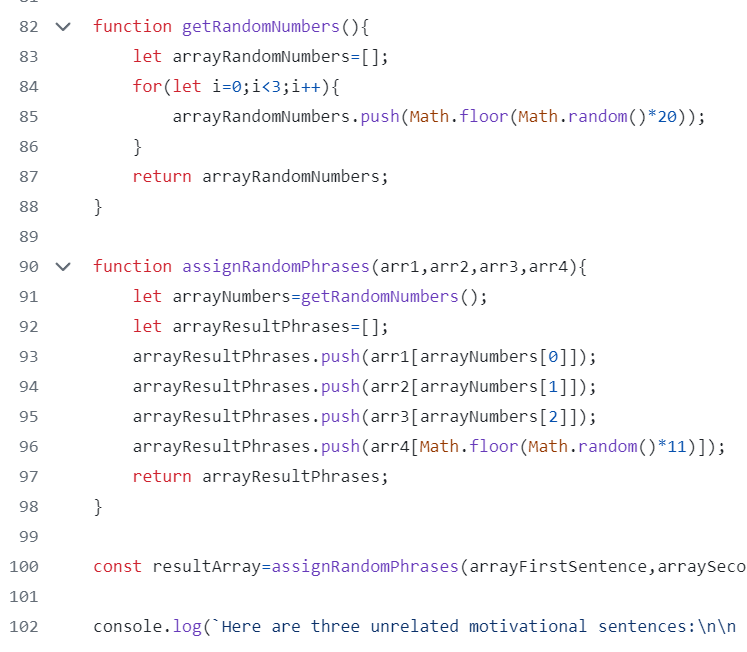 82 function getRandomNumbers(){
83 let arrayRandomNumbers=[];
84 for(let i=0;i<3;i++){
85 arrayRandomNumbers.push(Math.floor(Math.random()*20));
86 }
87 return arrayRandomNumbers;
88 }
89
90 function assignRandomPhrases(arr1,arr2,arr3,arr4){
91 let arrayNumbers=getRandomNumbers();
92 let arrayResultPhrases=[];
93 arrayResultPhrases.push(arr1[arrayNumbers[0]]);
94 arrayResultPhrases.push(arr2[arrayNumbers[1]]);
95 arrayResultPhrases.push(arr3[arrayNumbers[2]]);
96 arrayResultPhrases.push(arr4[Math.floor(Math.random()*11)]);
97 return arrayResultPhrases;
98 }
99
100 const resultArray=assignRandomPhrases(arrayFirstSentence,arraySeco
101
102 console.log(`Here are three unrelated motivational sentences:\n\n